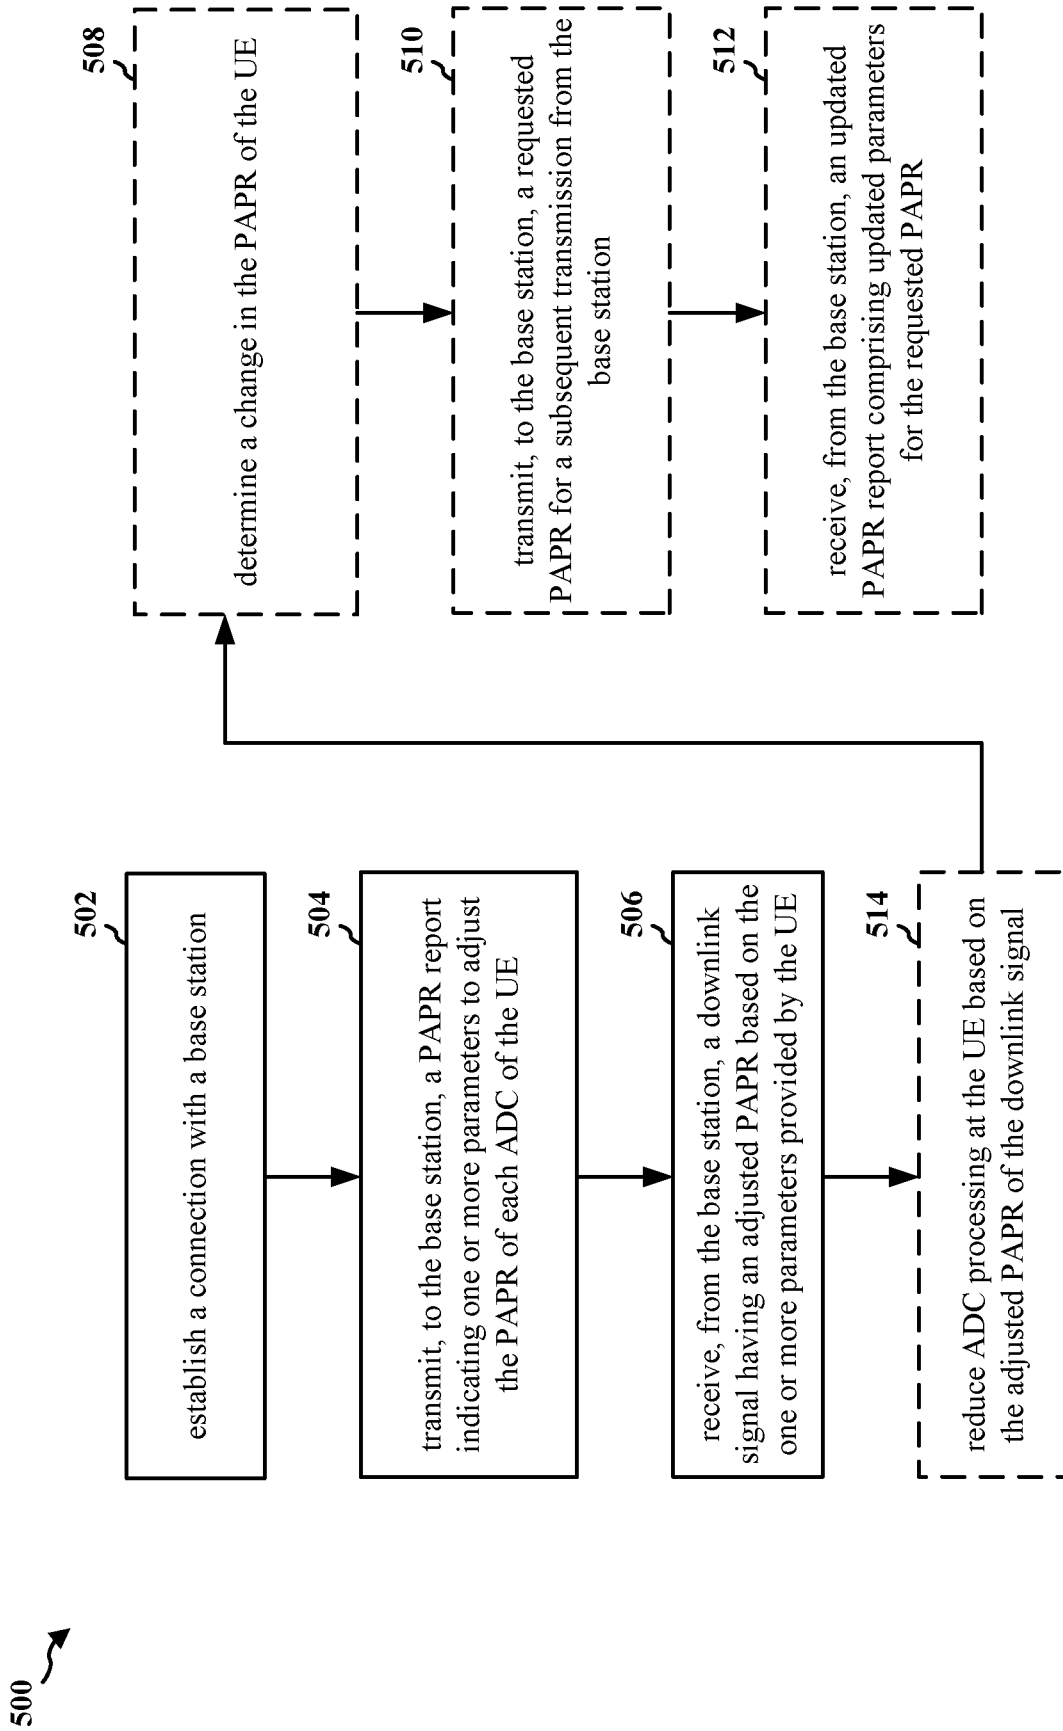 500
502
establish a connection with a base station
504
transmit, to the base station, a PAPR report
indicating one or more parameters to adjust
the PAPR of each ADC of the UE
506
receive, from the base station, a downlink
signal having an adjusted PAPR based on the
one or more parameters provided by the UE
514
reduce ADC processing at the UE based on
the adjusted PAPR of the downlink signal
508
determine a change in the PAPR of the UE
510
transmit, to the base station, a requested
PAPR for a subsequent transmission from the
base station
512
receive, from the base station, an updated
PAPR report comprising updated parameters
for the requested PAPR